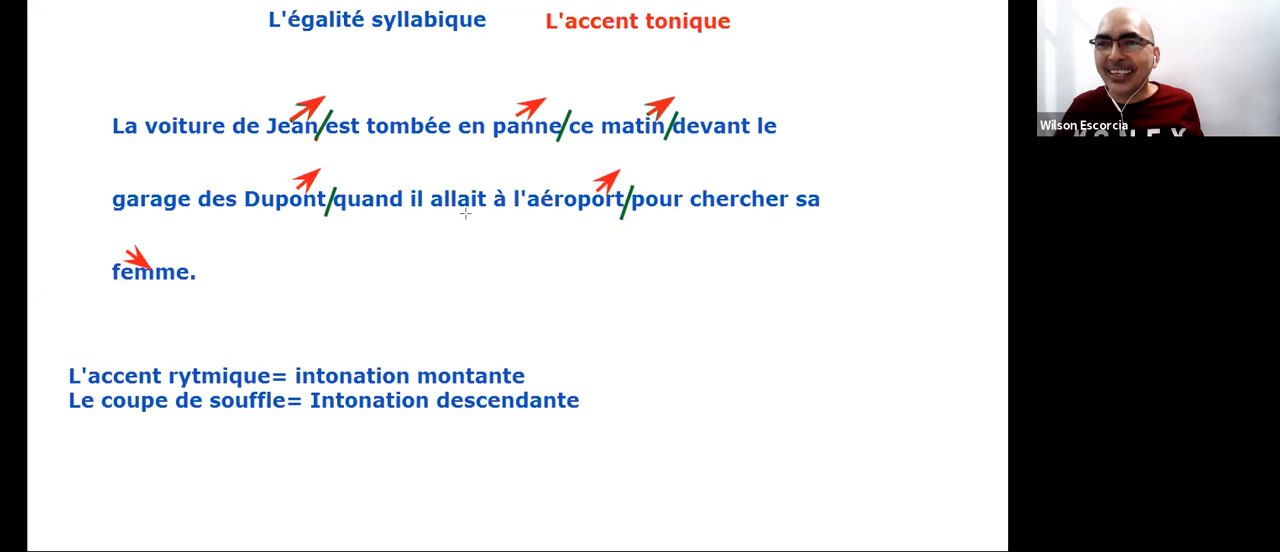 L'égalité syllabique L'accent tonique
La voiture de Jean/est tombée en panne/ce matin/devant le
garage des Dupont/quand il allait à l'aéroport/pour chercher sa
femme.
L'accent rytmique= intonation montante
Le coupe de souffle= Intonation descendante
Wilson Escorcia